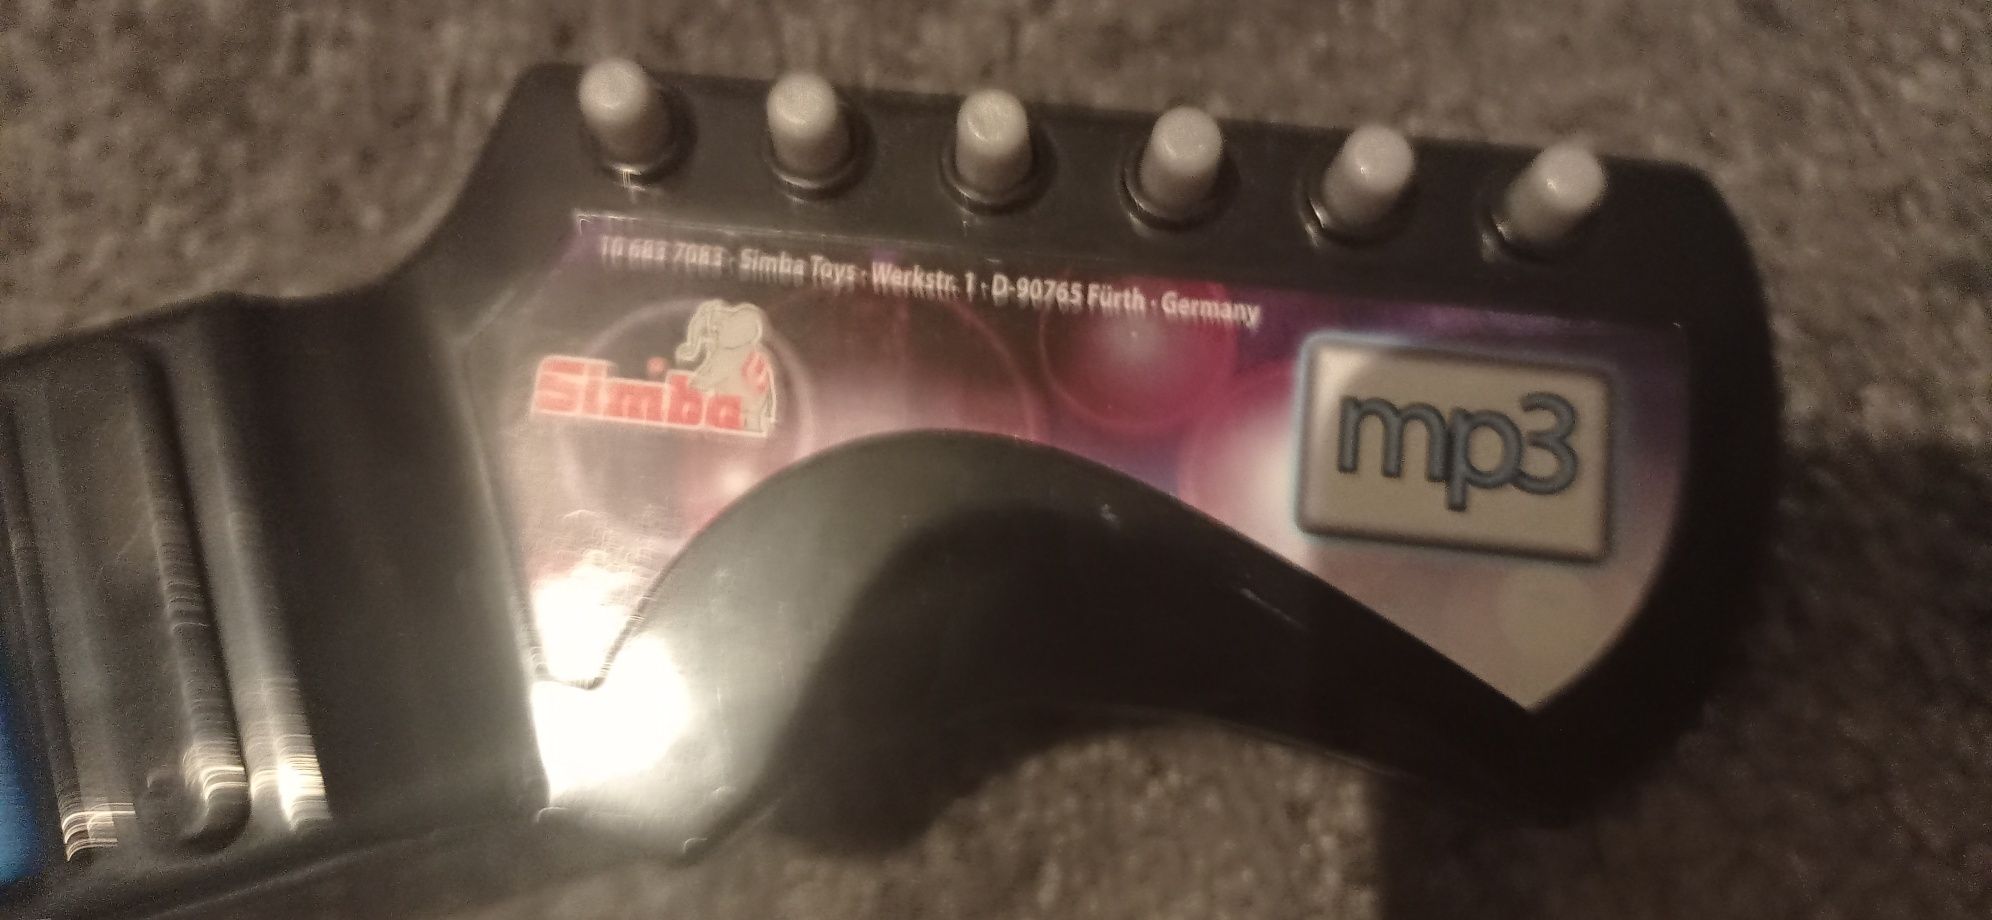 10 683 7083 · Simba Toys · Werkstr. 1 · D-90765 Fürth · Germany
Simba
mp3